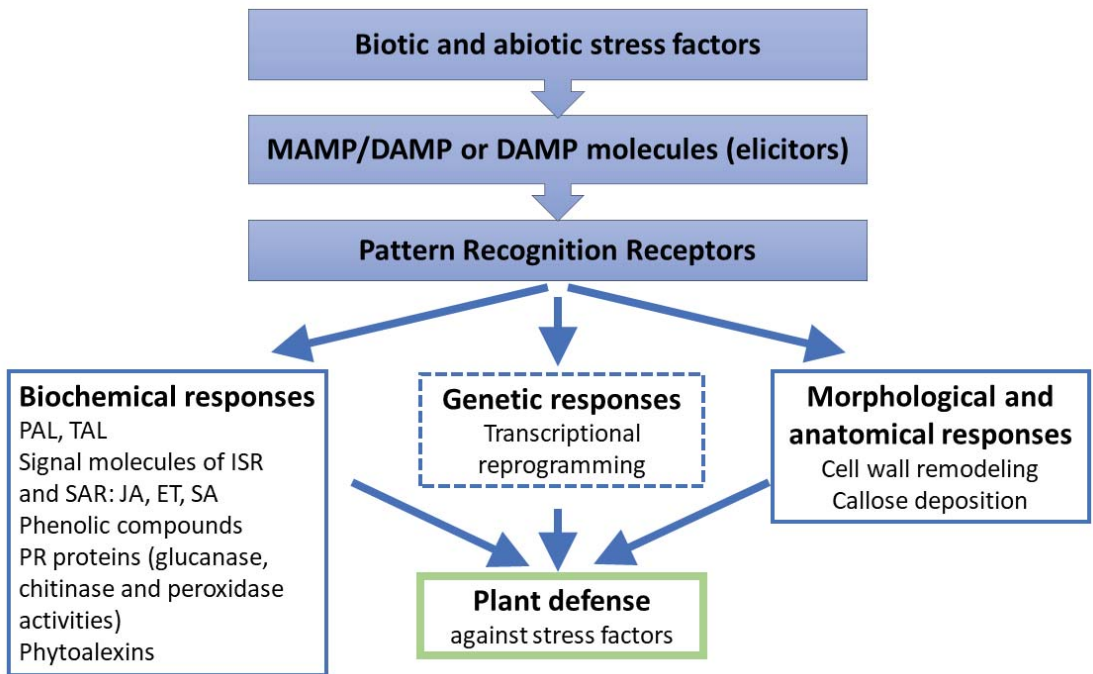 Biotic and abiotic stress factors
MAMP/DAMP or DAMP molecules (elicitors)
Pattern Recognition Receptors
Biochemical responses
PAL, TAL
Signal molecules of ISR
and SAR: JA, ET, SA
Phenolic compounds
PR proteins (glucanase,
chitinase and peroxidase
activities)
Phytoalexins
Genetic responses
Transcriptional
reprogramming
Morphological and
anatomical responses
Cell wall remodeling
Callose deposition
Plant defense
against stress factors